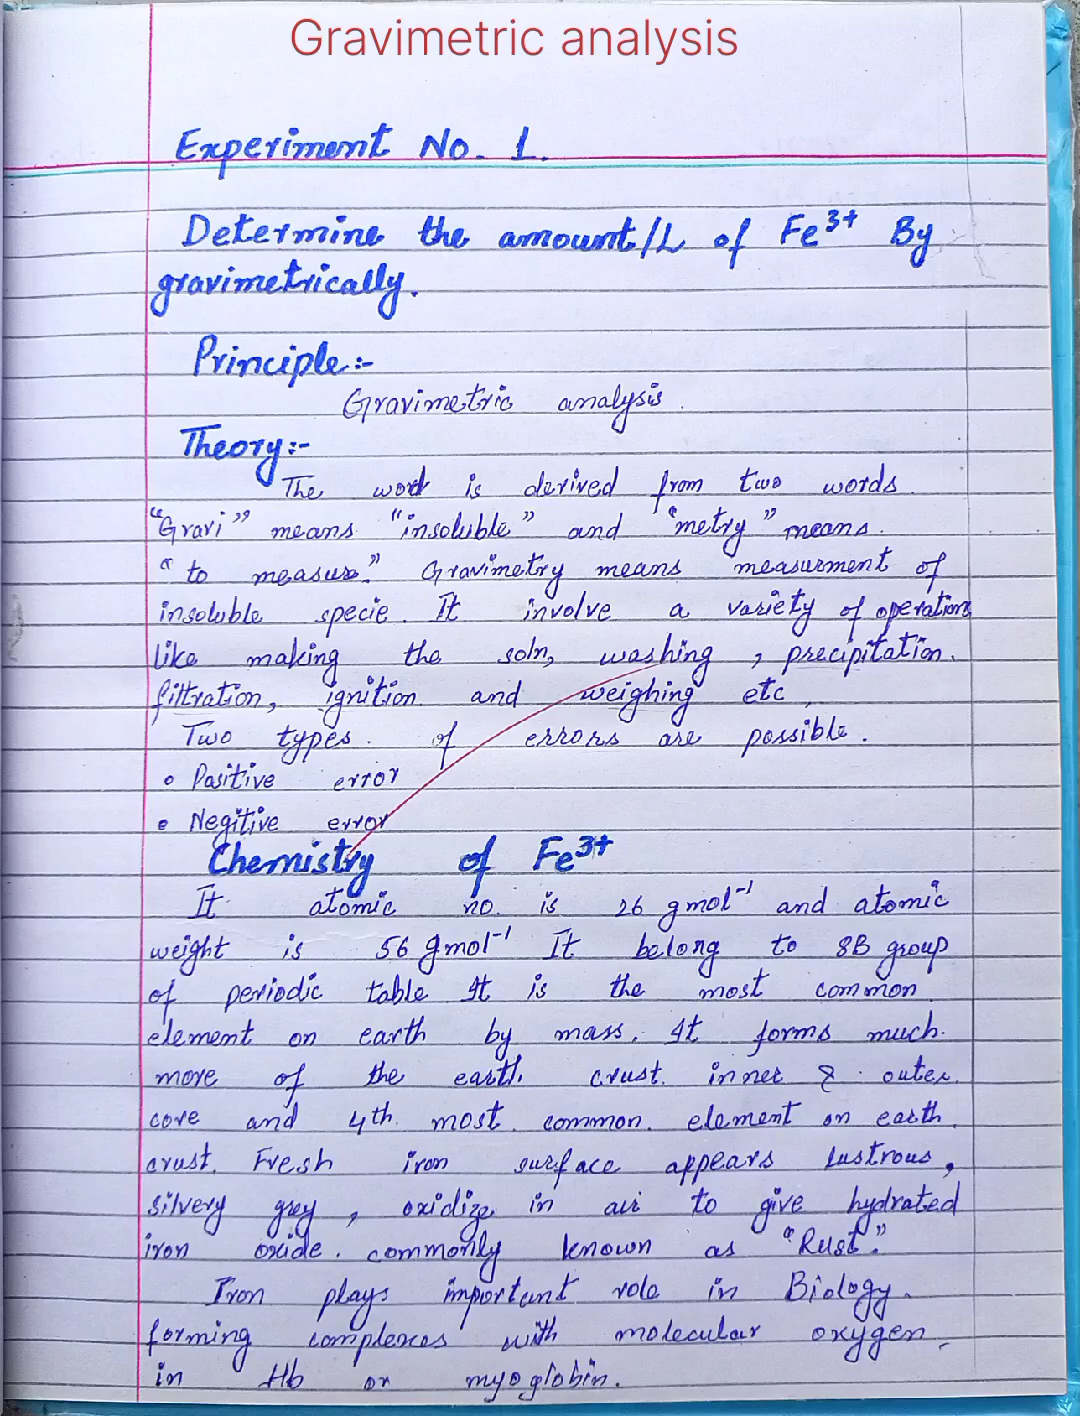 Gravimetric analysis
Experiment No. 1.
Determine the amount/L of Fe³⁺ By
gravimetrically.
Principle:-
Gravimetric analysis.
Theory:-
The word is derived from two words
"Gravi" means "insoluble" and "metry" means.
"to measure." Gravimetry means measurment of
insoluble specie. It involve a variety of operations
like making the soln, washing, precipitation.
filtration, ignition and weighing etc.
Two types of errors are possible.
• Positive error
• Negitive error
Chemistry of Fe³⁺
It atomic no. is 26 gmol⁻¹ and atomic
weight is 56 gmol⁻¹ It belong to 8B group
of periodic table It is the most common
element on earth by mass. It forms much
more of the earth crust. inner & outer
core and 4th most common element on earth
crust. Fresh iron surface appears lustrous,
silvery grey, oxidize in air to give hydrated
iron oxide. commonly known as "Rust."
Iron plays important role in Biology.
forming complexes with molecular oxygen,
in Hb or myoglobin.